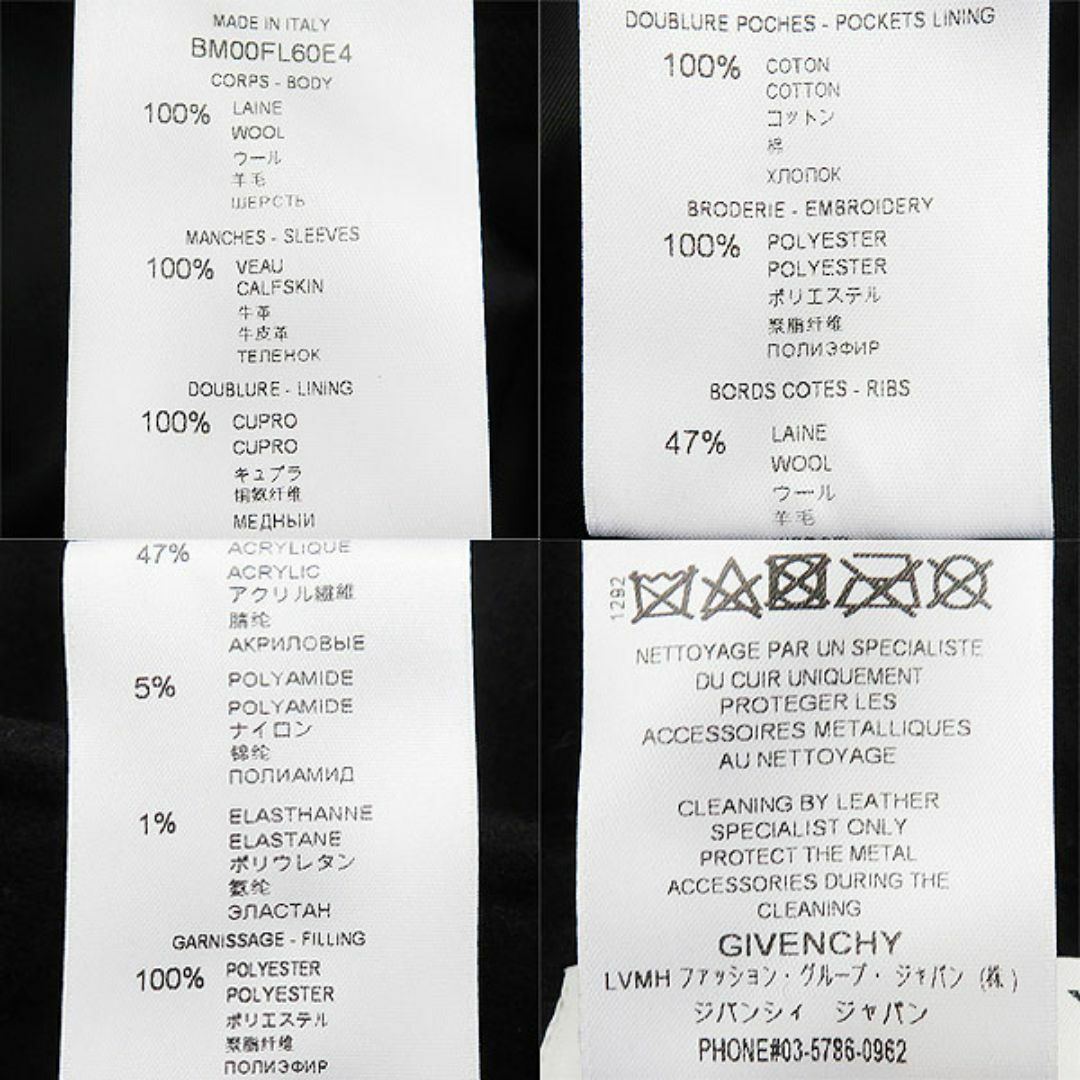 MADE IN ITALY
BM00FL60E4
CORPS - BODY
100% LAINE
WOOL
ウール
羊毛
ШЕРСТЬ
MANCHES - SLEEVES
100% VEAU
CALFSKIN
牛革
牛皮革
ТЕЛЕНОК
DOUBLURE - LINING
100% CUPRO
CUPRO
キュプラ
铜氨纤维
МЕДНЫЙ
DOUBLURE POCHES - POCKETS LINING
100% COTON
COTTON
コットン
棉
ХЛОПОК
BRODERIE - EMBROIDERY
100% POLYESTER
POLYESTER
ポリエステル
聚脂纤维
ПОЛИЭФИР
BORDS COTES - RIBS
47% LAINE
WOOL
ウール
羊毛
47% ACRYLIQUE
ACRYLIC
アクリル繊維
腈纶
АКРИЛОВЫЕ
5% POLYAMIDE
POLYAMIDE
ナイロン
锦纶
ПОЛИАМИД
1% ELASTHANNE
ELASTANE
ポリウレタン
氨纶
ЭЛАСТАН
GARNISSAGE - FILLING
100% POLYESTER
POLYESTER
ポリエステル
聚脂纤维
ПОЛИЭФИР
1292
NETTOYAGE PAR UN SPECIALISTE
DU CUIR UNIQUEMENT
PROTEGER LES
ACCESSOIRES METALLIQUES
AU NETTOYAGE
CLEANING BY LEATHER
SPECIALIST ONLY
PROTECT THE METAL
ACCESSORIES DURING THE
CLEANING
GIVENCHY
LVMH ファッション・グループ・ジャパン (株)
ジバンシィ ジャパン
PHONE#03-5786-0962